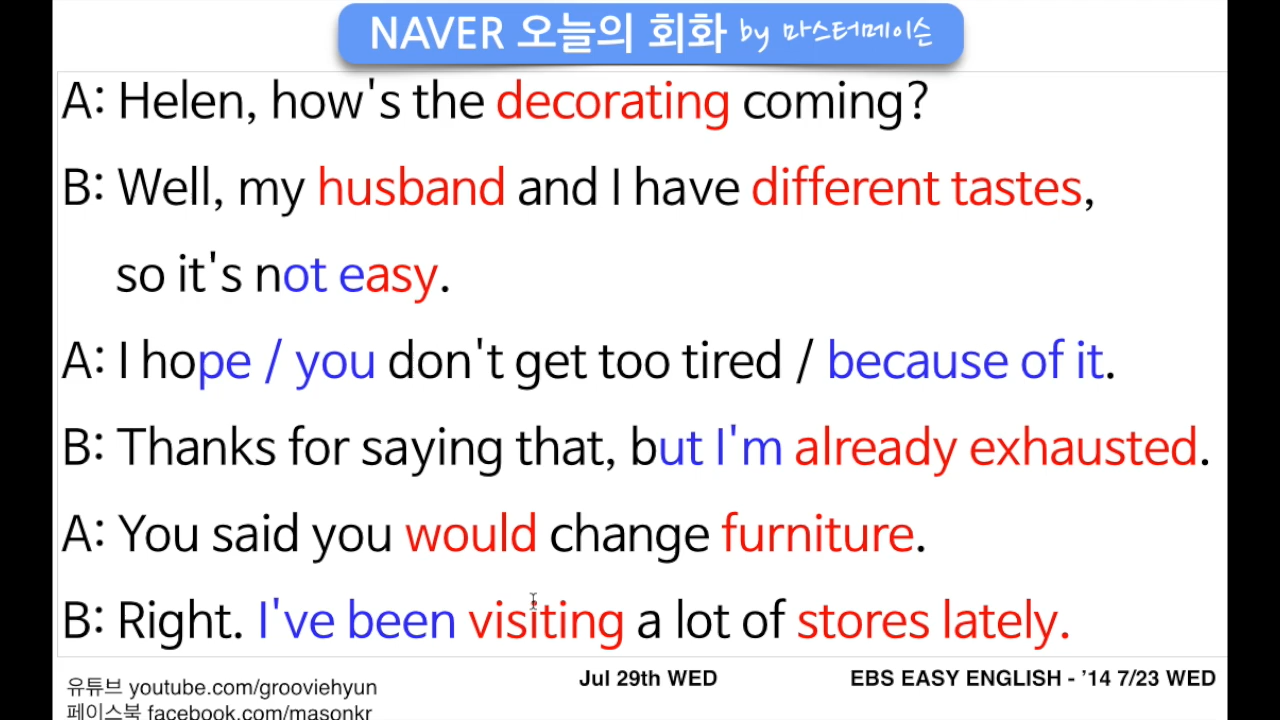 NAVER 오늘의 회화 by 마스터메이슨
A: Helen, how's the decorating coming?
B: Well, my husband and I have different tastes,
so it's not easy.
A: I hope / you don't get too tired / because of it.
B: Thanks for saying that, but I'm already exhausted.
A: You said you would change furniture.
B: Right. I've been visiting a lot of stores lately.
유튜브 youtube.com/grooviehyun
Jul 29th WED
EBS EASY ENGLISH - ’14 7/23 WED
페이스북 facebook.com/masonkr